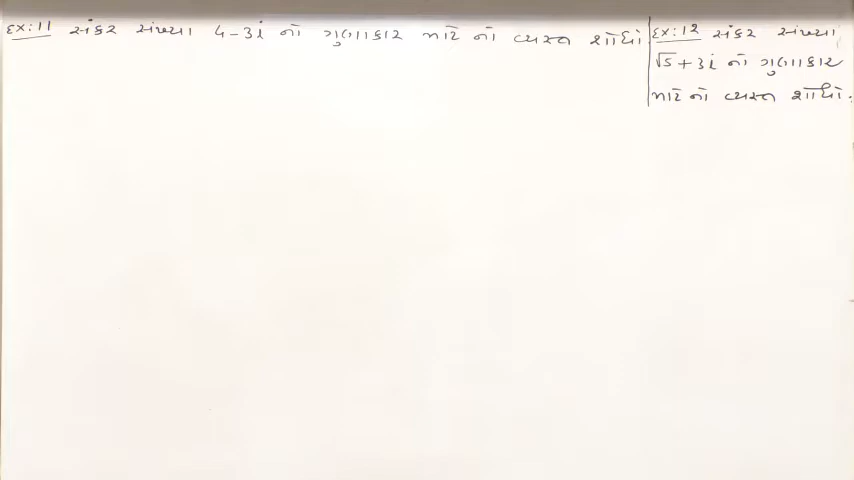 Ex:11 સંકર સંખ્યા 4-3i નો ગુણાકાર માટે નો વ્યસ્ત શોધો.
Ex:12 સંકર સંખ્યા
√5+3i નો ગુણાકાર
માટે નો વ્યસ્ત શોધો.